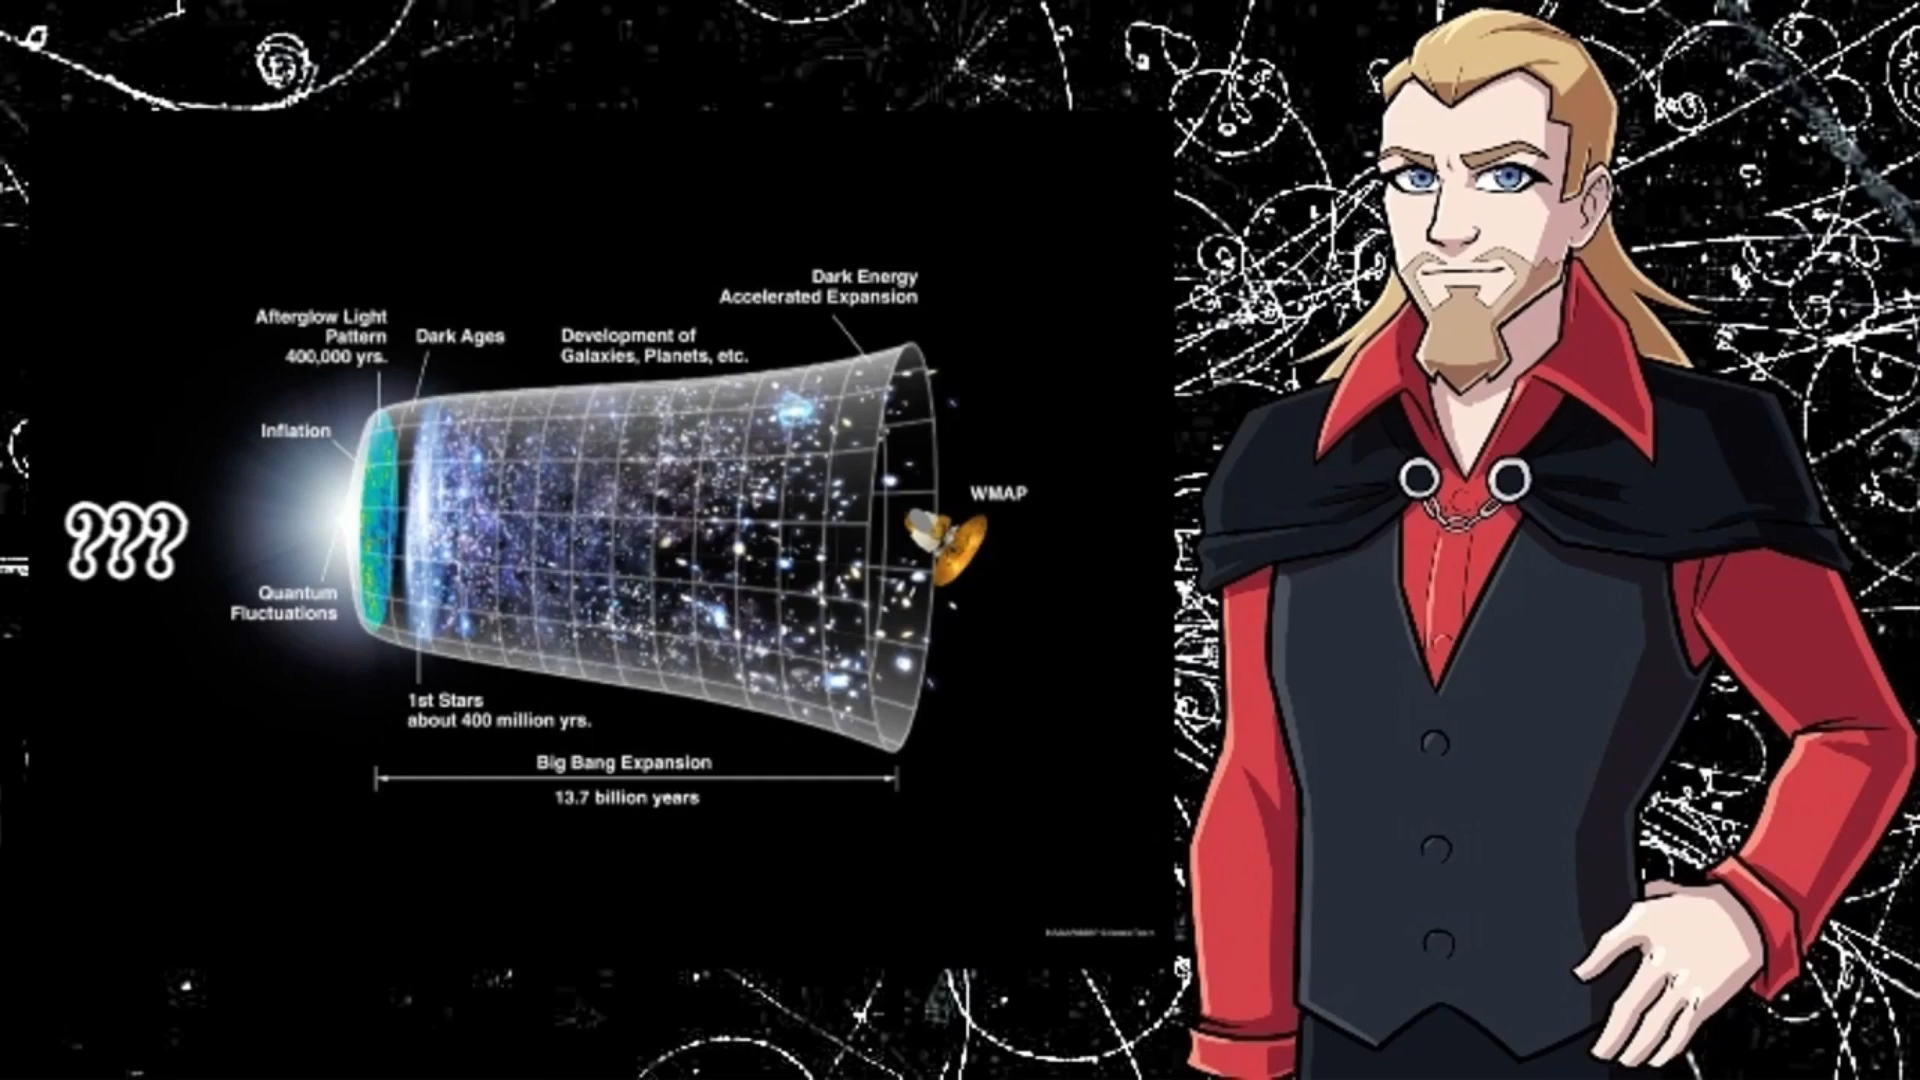 Dark Energy
Accelerated Expansion
Afterglow Light
Pattern
400,000 yrs.
Dark Ages
Development of
Galaxies, Planets, etc.
Inflation
WMAP
???
Quantum
Fluctuations
1st Stars
about 400 million yrs.
Big Bang Expansion
13.7 billion years